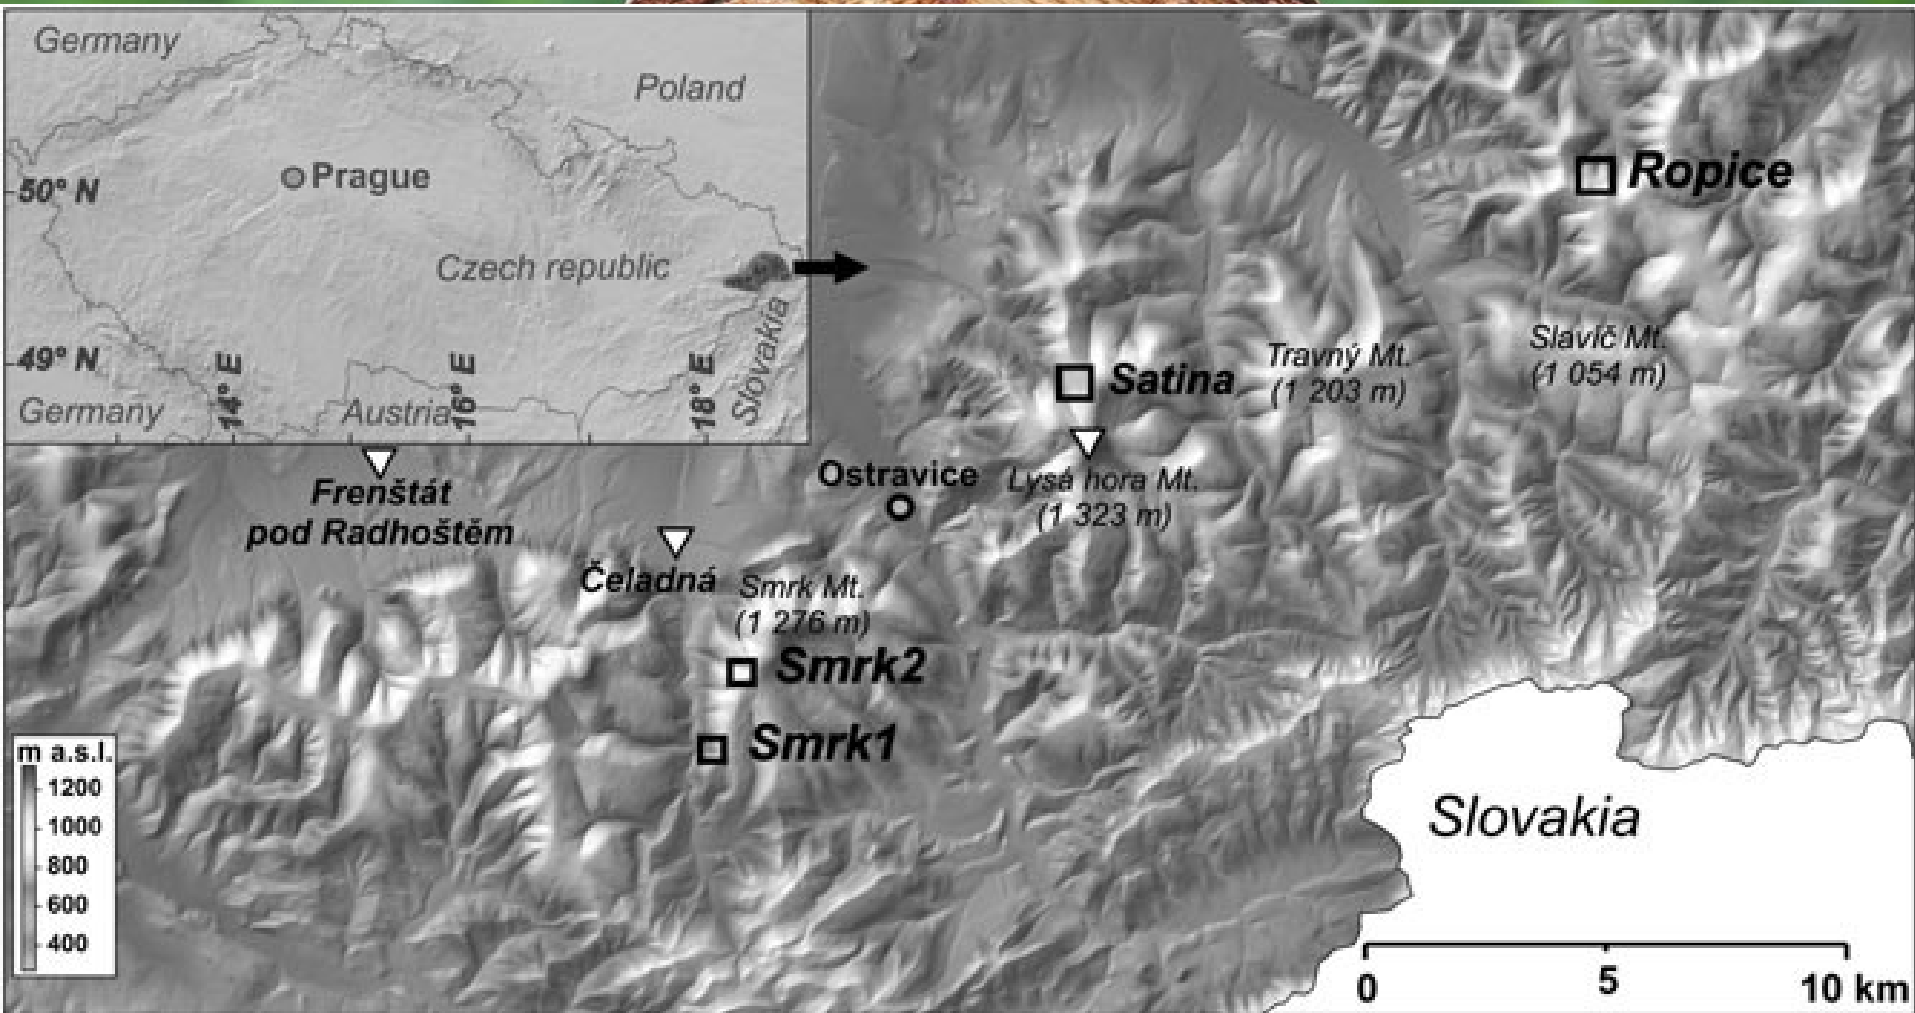 Germany
Poland
Prague
50° N
Czech republic
Slovakia
49° N
14° E
16° E
18° E
Germany
Austria
Ropice
Slavíč Mt.
(1 054 m)
Travný Mt.
(1 203 m)
Satina
Ostravice
Lysá hora Mt.
(1 323 m)
Frenštát
pod Radhoštěm
Čeladná
Smrk Mt.
(1 276 m)
Smrk2
Smrk1
m a.s.l.
1200
1000
800
600
400
Slovakia
0
5
10 km